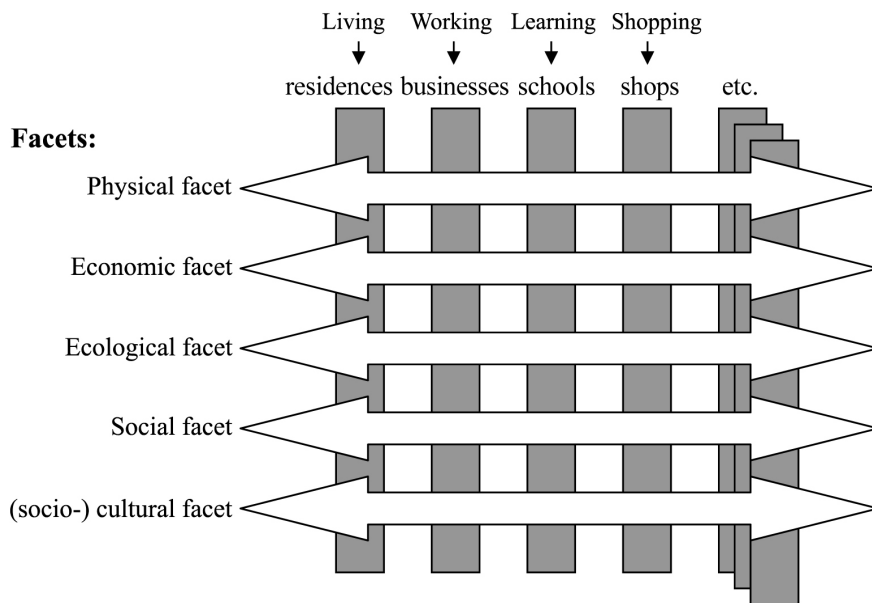 Living Working Learning Shopping
residences businesses schools shops etc.
Facets:
Physical facet
Economic facet
Ecological facet
Social facet
(socio-) cultural facet